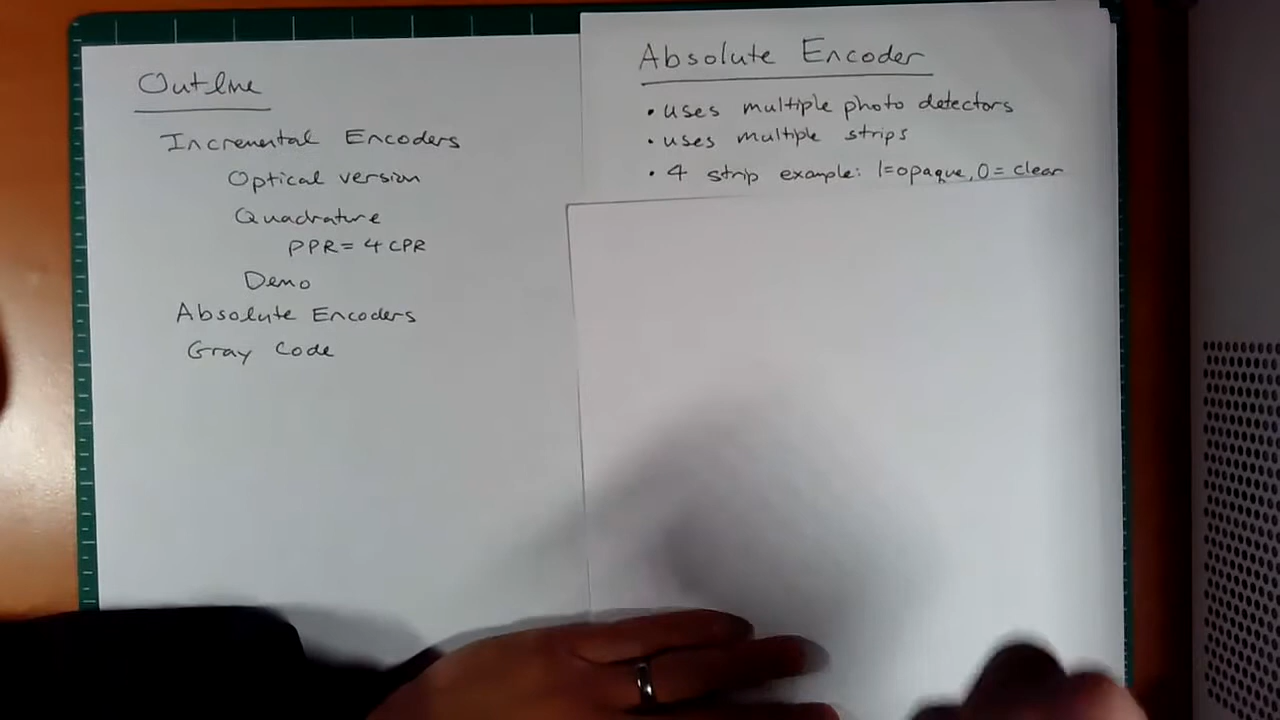 Outline
Incremental Encoders
Optical version
Quadrature
PPR = 4 CPR
Demo
Absolute Encoders
Gray Code
Absolute Encoder
• uses multiple photo detectors
• uses multiple strips
• 4 strip example: 1=opaque, 0= clear